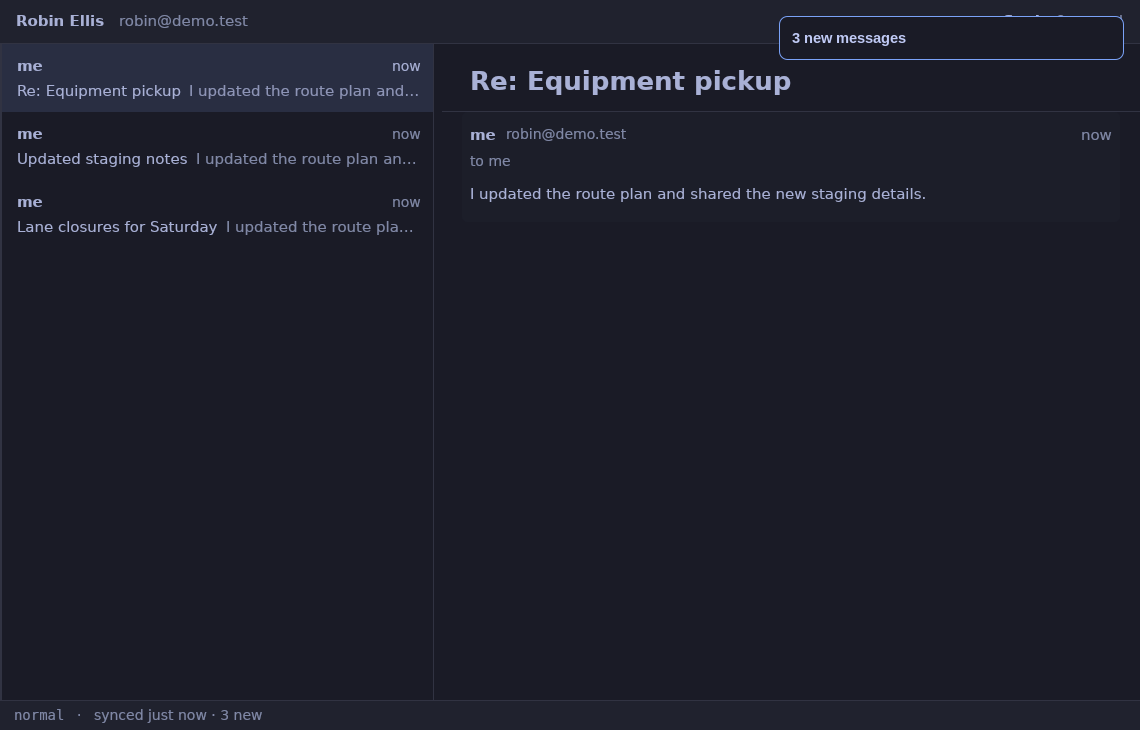 Robin Ellis robin@demo.test
3 new messages
me now
Re: Equipment pickup I updated the route plan and...
me now
Updated staging notes I updated the route plan an...
me now
Lane closures for Saturday I updated the route pla...
Re: Equipment pickup
me robin@demo.test now
to me
I updated the route plan and shared the new staging details.
normal · synced just now · 3 new